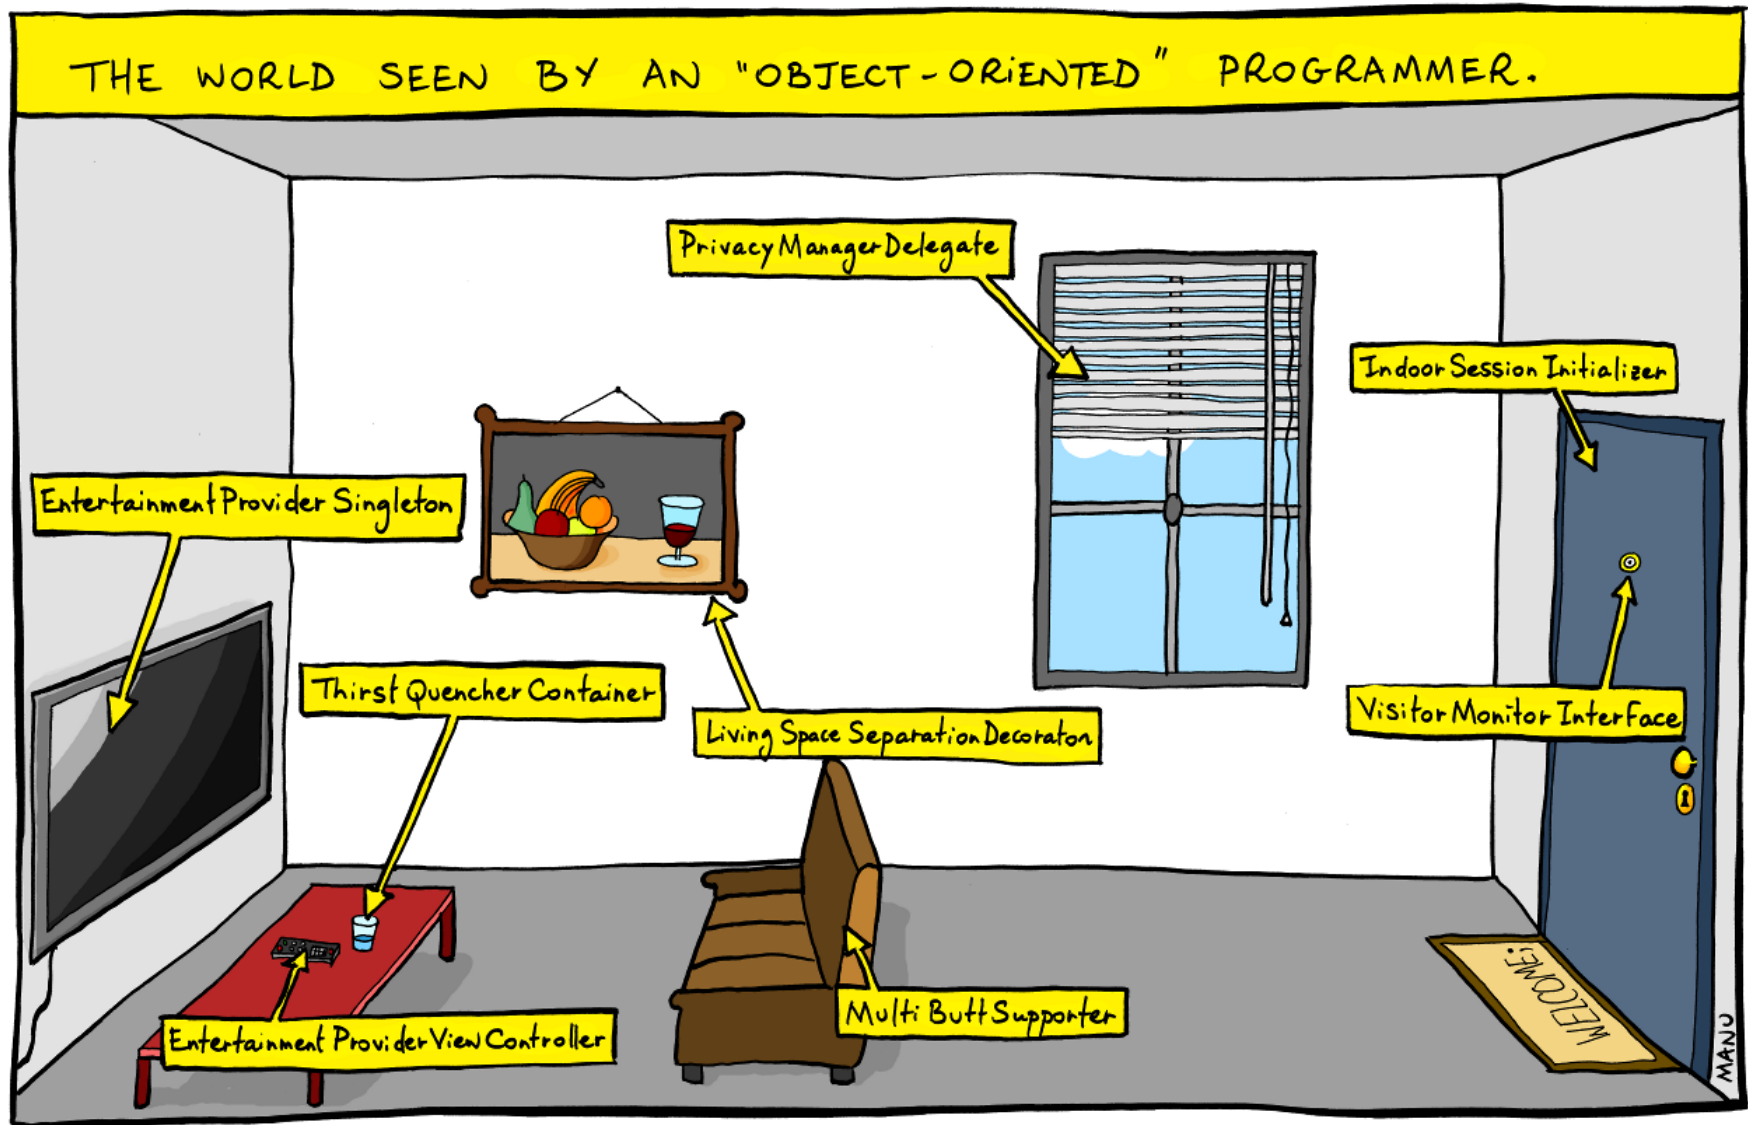 THE WORLD SEEN BY AN "OBJECT-ORIENTED" PROGRAMMER.
PrivacyManagerDelegate
IndoorSessionInitializer
EntertainmentProviderSingleton
ThirstQuencherContainer
LivingSpaceSeparationDecorator
VisitorMonitorInterface
MultiButtSupporter
EntertainmentProviderViewController
WELCOME!
MANU